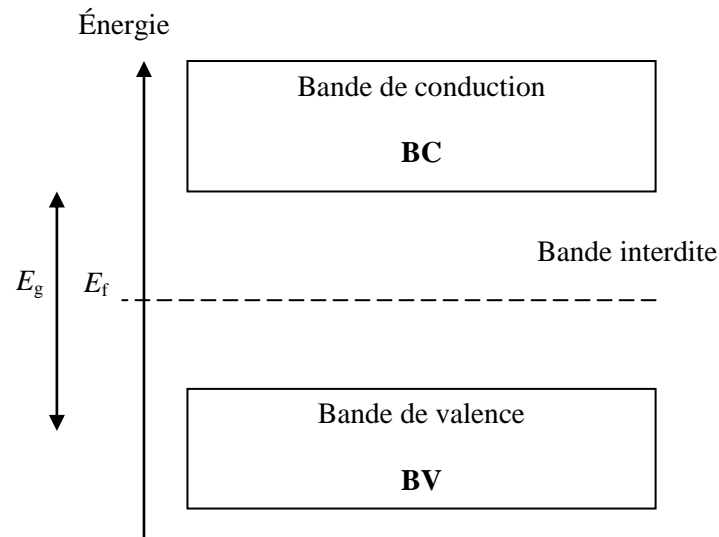 Énergie
Bande de conduction
BC
Bande interdite
Eg
Ef
Bande de valence
BV